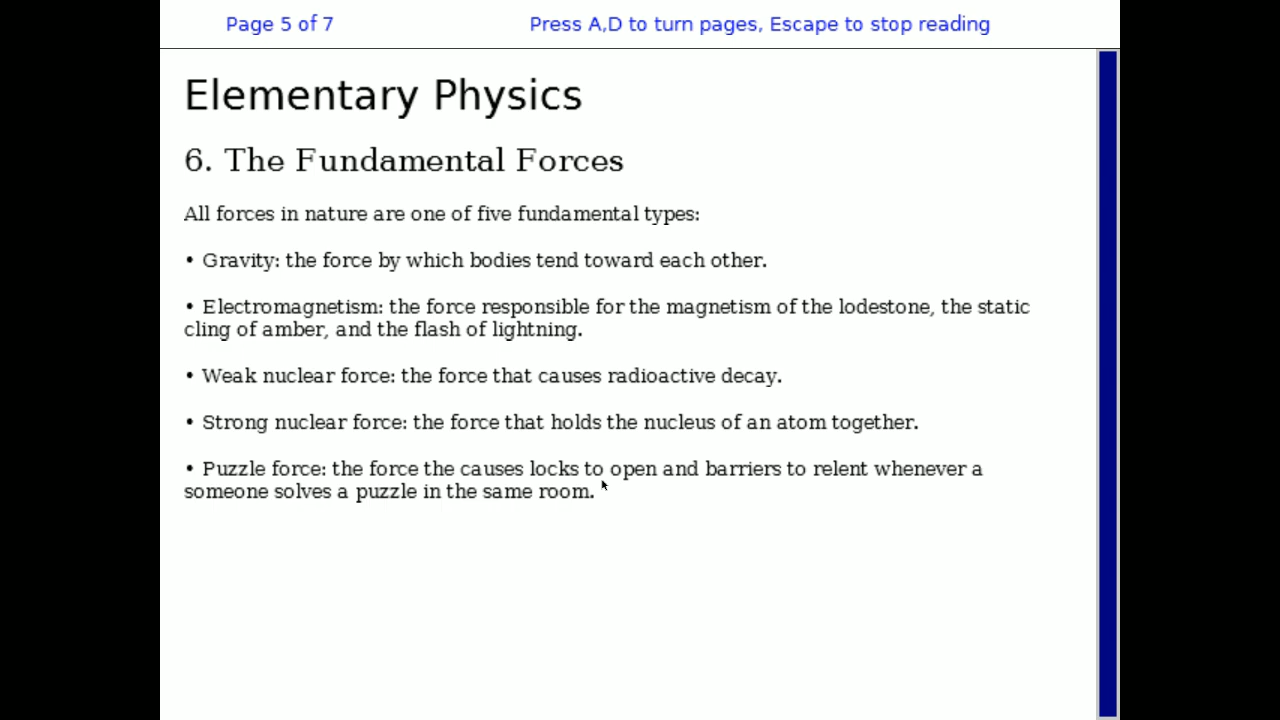 Page 5 of 7 Press A,D to turn pages, Escape to stop reading
Elementary Physics
6. The Fundamental Forces
All forces in nature are one of five fundamental types:
• Gravity: the force by which bodies tend toward each other.
• Electromagnetism: the force responsible for the magnetism of the lodestone, the static
cling of amber, and the flash of lightning.
• Weak nuclear force: the force that causes radioactive decay.
• Strong nuclear force: the force that holds the nucleus of an atom together.
• Puzzle force: the force the causes locks to open and barriers to relent whenever a
someone solves a puzzle in the same room.